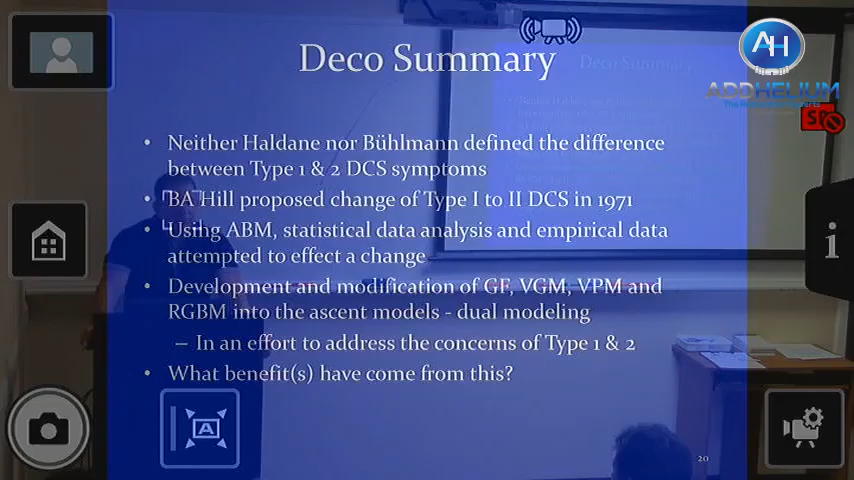 Deco Summary
Deco Summary
AH
ADDHELIUM
• Neither Haldane nor Bühlmann defined the difference
between Type 1 & 2 DCS symptoms
• BA Hill proposed change of Type I to II DCS in 1971
• Using ABM, statistical data analysis and empirical data
attempted to effect a change
• Development and modification of GF, VGM, VPM and
RGBM into the ascent models - dual modeling
– In an effort to address the concerns of Type 1 & 2
• What benefit(s) have come from this?
A
i
20